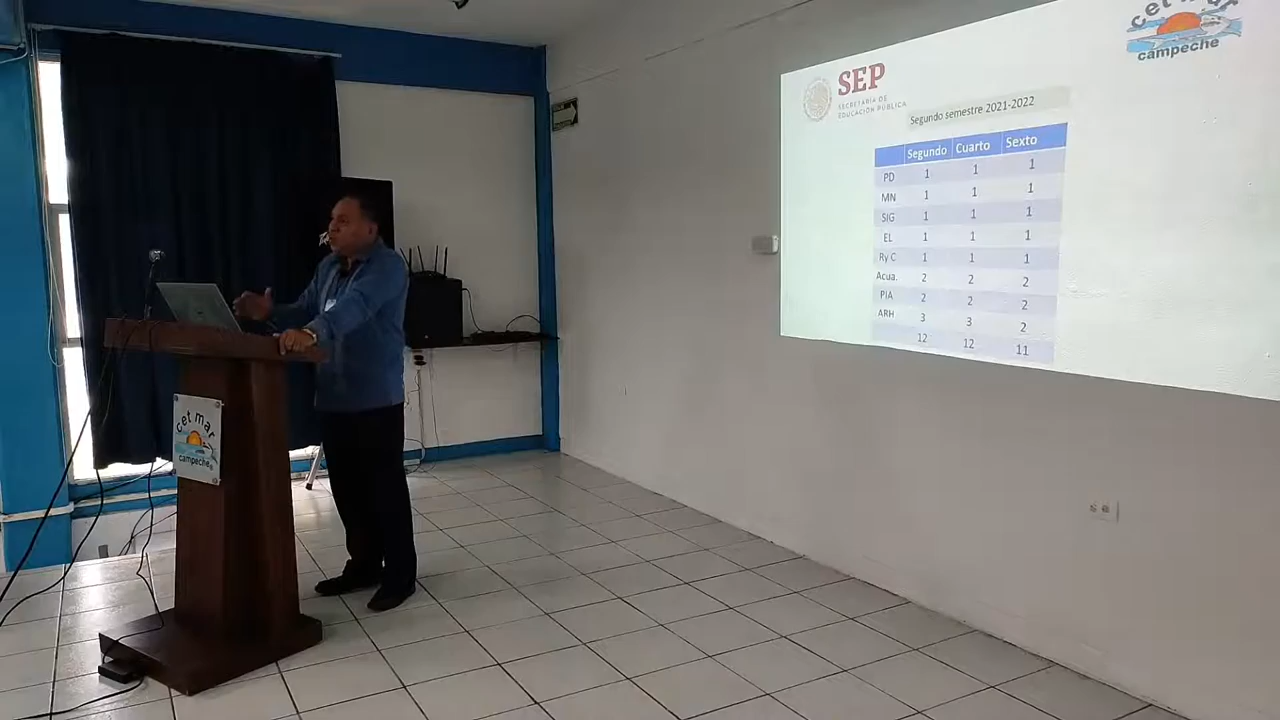 cet mar
campeche
SEP
SECRETARÍA DE
EDUCACIÓN PÚBLICA
Segundo semestre 2021-2022
Segundo Cuarto Sexto
PD 1 1 1
MN 1 1 1
SIG 1 1 1
EL 1 1 1
Ry C 1 1 1
Acua. 2 2 2
PIA 2 2 2
ARH 3 3 2
12 12 11
cet mar
campeche